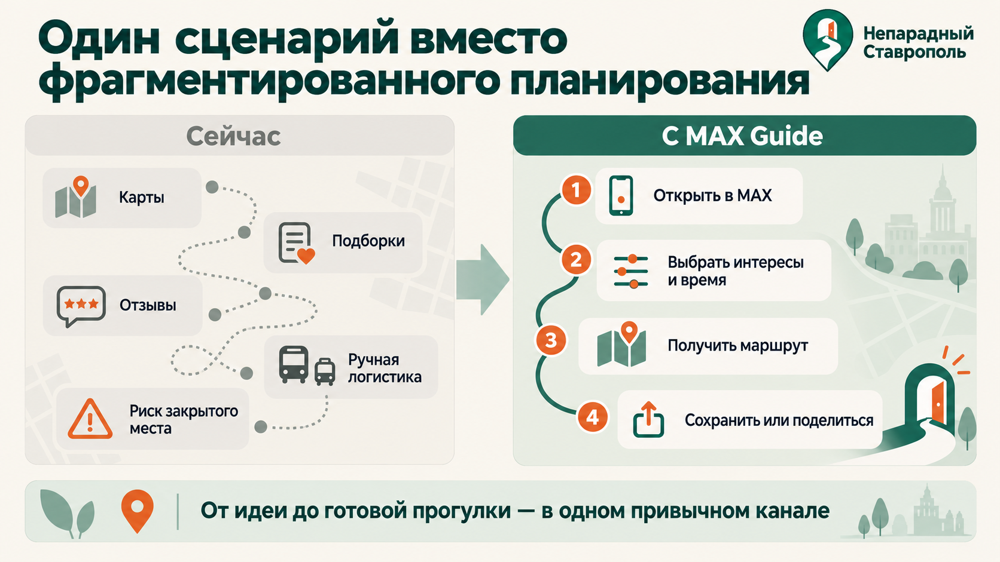 Один сценарий вместо
фрагментированного планирования
Непарадный
Ставрополь
Сейчас
Карты
Подборки
Отзывы
Ручная
логистика
Риск закрытого
места
С MAX Guide
1
Открыть в MAX
2
Выбрать интересы
и время
3
Получить маршрут
4
Сохранить или поделиться
От идеи до готовой прогулки — в одном привычном канале